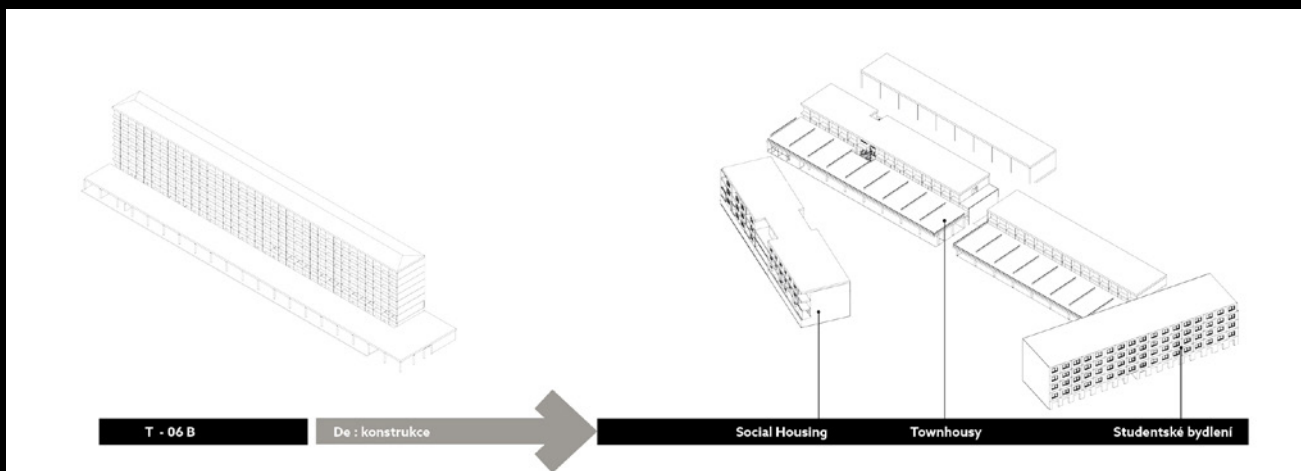 T - 06 B
De : konstrukce
Social Housing
Townhousy
Studentské bydlení